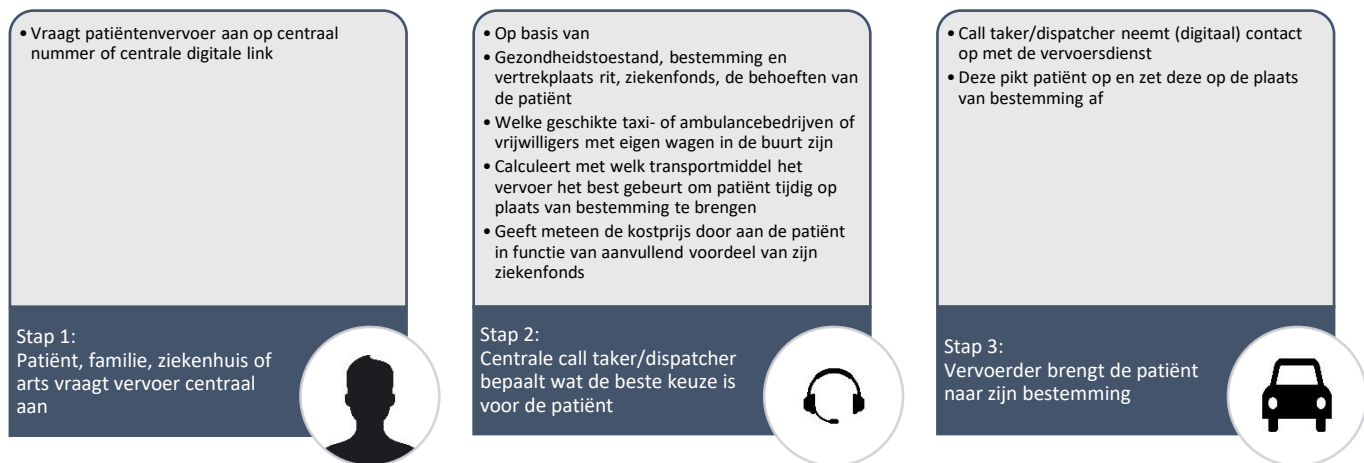 • Vraagt patiëntenvervoer aan op centraal
nummer of centrale digitale link
Stap 1:
Patiënt, familie, ziekenhuis of
arts vraagt vervoer centraal
aan
• Op basis van
• Gezondheidstoestand, bestemming en
vertrekplaats rit, ziekenfonds, de behoeften van
de patiënt
• Welke geschikte taxi- of ambulancebedrijven of
vrijwilligers met eigen wagen in de buurt zijn
• Calculeert met welk transportmiddel het
vervoer het best gebeurt om patiënt tijdig op
plaats van bestemming te brengen
• Geeft meteen de kostprijs door aan de patiënt
in functie van aanvullend voordeel van zijn
ziekenfonds
Stap 2:
Centrale call taker/dispatcher
bepaalt wat de beste keuze is
voor de patiënt
• Call taker/dispatcher neemt (digitaal) contact
op met de vervoersdienst
• Deze pikt patiënt op en zet deze op de plaats
van bestemming af
Stap 3:
Vervoerder brengt de patiënt
naar zijn bestemming